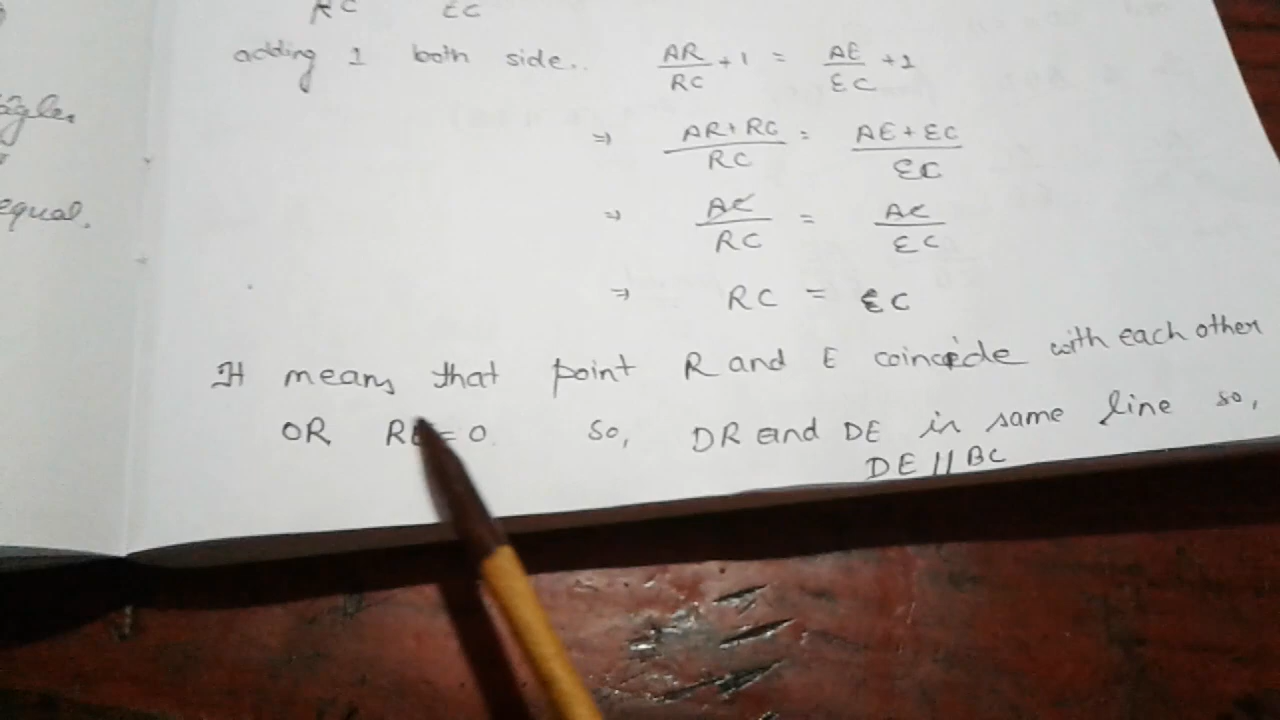 RC EC
adding 1 both side.. AR/RC + 1 = AE/EC + 1
⇒ AR + RC/RC = AE + EC/EC
equal.
⇒ AC/RC = AC/EC
⇒ RC = EC
It means that point R and E coincide with each other
OR = 0. So, DR and DE in same line so,
DE || BC